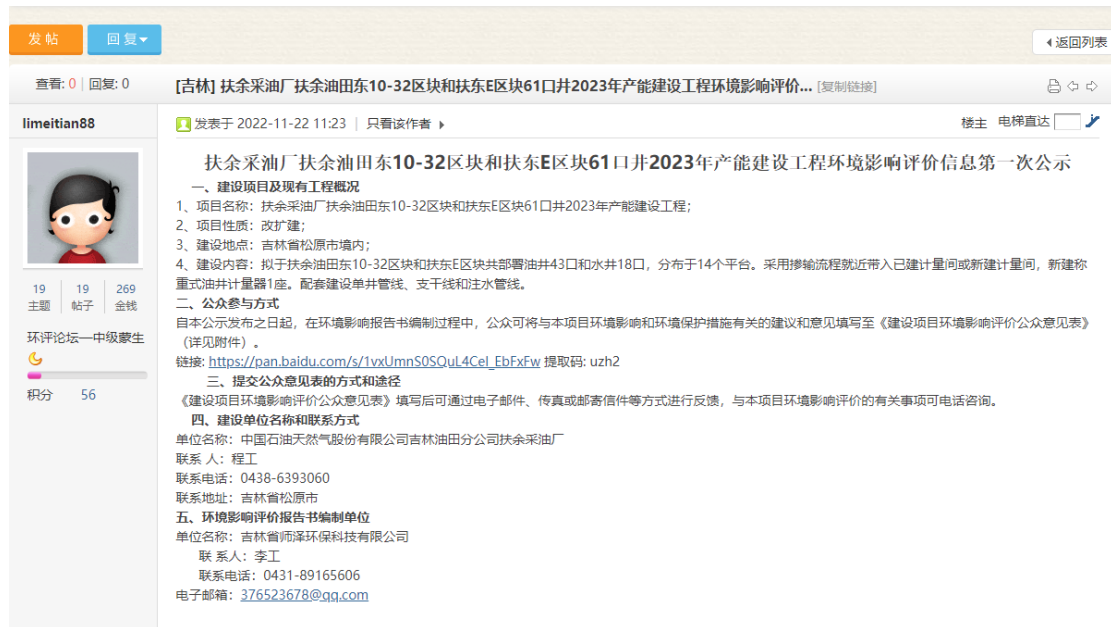 发帖 回复
返回列表
查看: 0 | 回复: 0
[吉林] 扶余采油厂扶余油田东10-32区块和扶东E区块61口井2023年产能建设工程环境影响评价... [复制链接]
limeitian88
发表于 2022-11-22 11:23 | 只看该作者
楼主 电梯直达
扶余采油厂扶余油田东10-32区块和扶东E区块61口井2023年产能建设工程环境影响评价信息第一次公示
一、建设项目及现有工程概况
1、项目名称：扶余采油厂扶余油田东10-32区块和扶东E区块61口井2023年产能建设工程；
2、项目性质：改扩建；
3、建设地点：吉林省松原市境内；
4、建设内容：拟于扶余油田东10-32区块和扶东E区块共部署油井43口和水井18口，分布于14个平台。采用掺输流程就近带入已建计量间或新建计量间，新建称
重式油井计量器1座。配套建设单井管线、支干线和注水管线。
二、公众参与方式
自本公示发布之日起，在环境影响报告书编制过程中，公众可将与本项目环境影响和环境保护措施有关的建议和意见填写至《建设项目环境影响评价公众意见表》
（详见附件）。
链接: https://pan.baidu.com/s/1vxUmnS0SQuL4CeI_EbFxFw 提取码: uzh2
三、提交公众意见表的方式和途径
《建设项目环境影响评价公众意见表》填写后可通过电子邮件、传真或邮寄信件等方式进行反馈，与本项目环境影响评价的有关事项可电话咨询。
四、建设单位名称和联系方式
单位名称：中国石油天然气股份有限公司吉林油田分公司扶余采油厂
联系 人：程工
联系电话：0438-6393060
联系地址：吉林省松原市
五、环境影响评价报告书编制单位
单位名称：吉林省师泽环保科技有限公司
联 系人：李工
联系电话：0431-89165606
电子邮箱：376523678@qq.com
19 19 269
主题 帖子 金钱
环评论坛—中级蒙生
积分 56